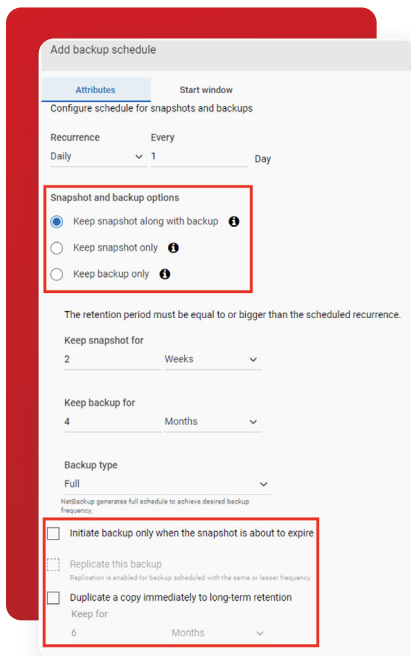 Add backup schedule
Attributes Start window
Configure schedule for snapshots and backups
Recurrence Every
Daily 1 Day
Snapshot and backup options
Keep snapshot along with backup
Keep snapshot only
Keep backup only
The retention period must be equal to or bigger than the scheduled recurrence.
Keep snapshot for
2 Weeks
Keep backup for
4 Months
Backup type
Full
NetBackup generates full schedule to achieve desired backup
frequency.
Initiate backup only when the snapshot is about to expire
Replicate this backup
Replication is enabled for backup scheduled with the same or lesser frequency
Duplicate a copy immediately to long-term retention
Keep for
6 Months